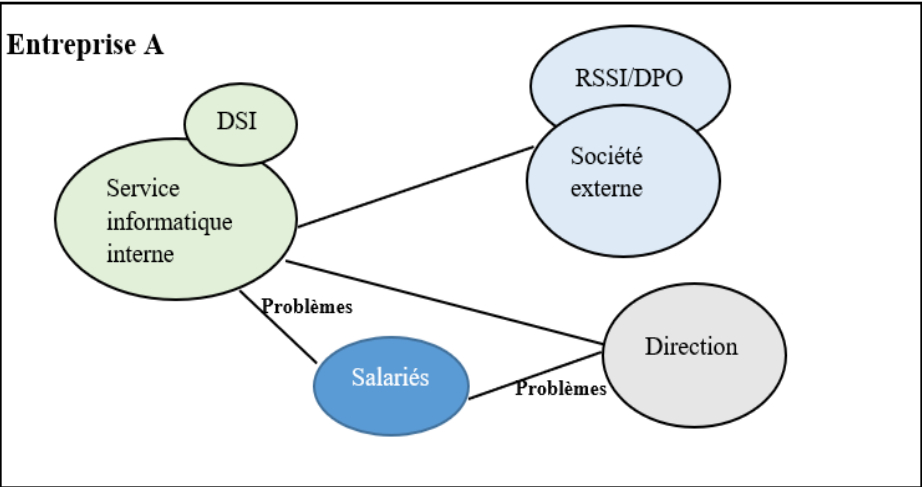 Entreprise A
RSSI/DPO
DSI
Société
externe
Service
informatique
interne
Problèmes
Direction
Salariés
Problèmes